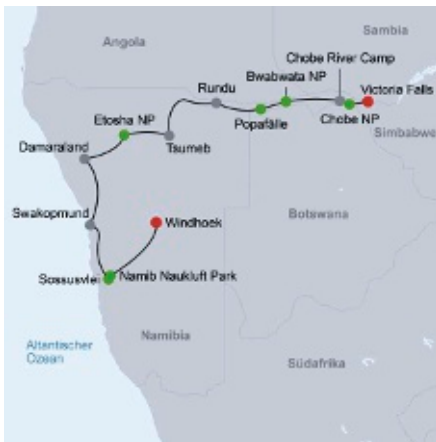 Angola
Sambia
Chobe River Camp
Bwabwata NP
Rundu
Victoria Falls
Etosha NP
Popafälle
Chobe NP
Tsumeb
Simbabwe
Damaraland
Swakopmund
Windhoek
Botswana
Sossusvlei
Namib Naukluft Park
Namibia
Altantischer
Ozean
Südafrika